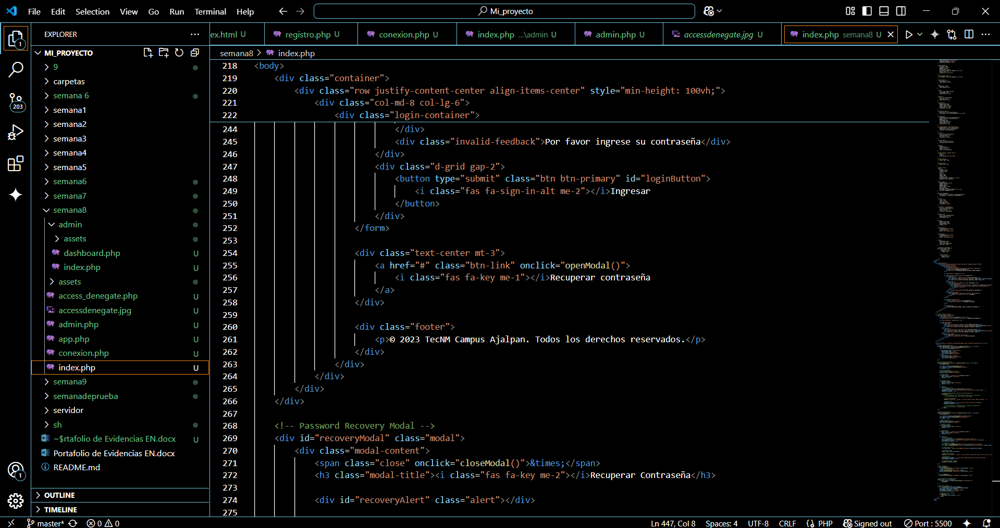 File Edit Selection View Go Run Terminal Help
Mi_proyecto
EXPLORER
ex.html U registro.php U conexion.php U index.php ...\admin U admin.php U accessdenegate.jpg U index.php semana8 U
MI_PROYECTO
semana8 > index.php
9
carpetas
semana 6
semana1
semana2
semana3
semana4
semana5
semana6
semana7
semana8
admin
assets
dashboard.php U
index.php U
assets
access_denegate.php U
accessdenegate.jpg U
admin.php U
app.php U
conexion.php U
index.php U
semana9
semanadeprueba
servidor
sh
~$rtafolio de Evidencias EN.docx U
Portafolio de Evidencias EN.docx
README.md
OUTLINE
TIMELINE
1
203
1
218 <body>
219 <div class="container">
220 <div class="row justify-content-center align-items-center" style="min-height: 100vh;">
221 <div class="col-md-8 col-lg-6">
222 <div class="login-container">
244 </div>
245 <div class="invalid-feedback">Por favor ingrese su contraseña</div>
246 </div>
247 <div class="d-grid gap-2">
248 <button type="submit" class="btn btn-primary" id="loginButton">
249 <i class="fas fa-sign-in-alt me-2"></i>Ingresar
250 </button>
251 </div>
252 </form>
253
254 <div class="text-center mt-3">
255 <a href="#" class="btn-link" onclick="openModal()">
256 <i class="fas fa-key me-1"></i>Recuperar contraseña
257 </a>
258 </div>
259
260 <div class="footer">
261 <p>© 2023 TecNM Campus Ajalpan. Todos los derechos reservados.</p>
262 </div>
263 </div>
264 </div>
265 </div>
266 </div>
267
268 <!-- Password Recovery Modal -->
269 <div id="recoveryModal" class="modal">
270 <div class="modal-content">
271 <span class="close" onclick="closeModal()">&times;</span>
272 <h3 class="modal-title"><i class="fas fa-key me-2"></i>Recuperar Contraseña</h3>
273
274 <div id="recoveryAlert" class="alert"></div>
275
master* 0 0 Ln 447, Col 8 Spaces: 4 UTF-8 CRLF {} PHP Signed out Port : 5500